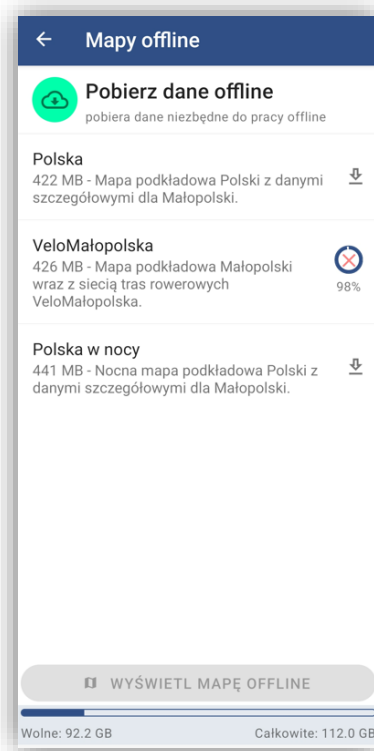 Mapy offline
Pobierz dane offline
pobiera dane niezbędne do pracy offline
Polska
422 MB - Mapa podkładowa Polski z danymi
szczegółowymi dla Małopolski.
VeloMałopolska
426 MB - Mapa podkładowa Małopolski
wraz z siecią tras rowerowych
VeloMałopolska.
98%
Polska w nocy
441 MB - Nocna mapa podkładowa Polski z
danymi szczegółowymi dla Małopolski.
WYŚWIETL MAPĘ OFFLINE
Wolne: 92.2 GB Całkowite: 112.0 GB